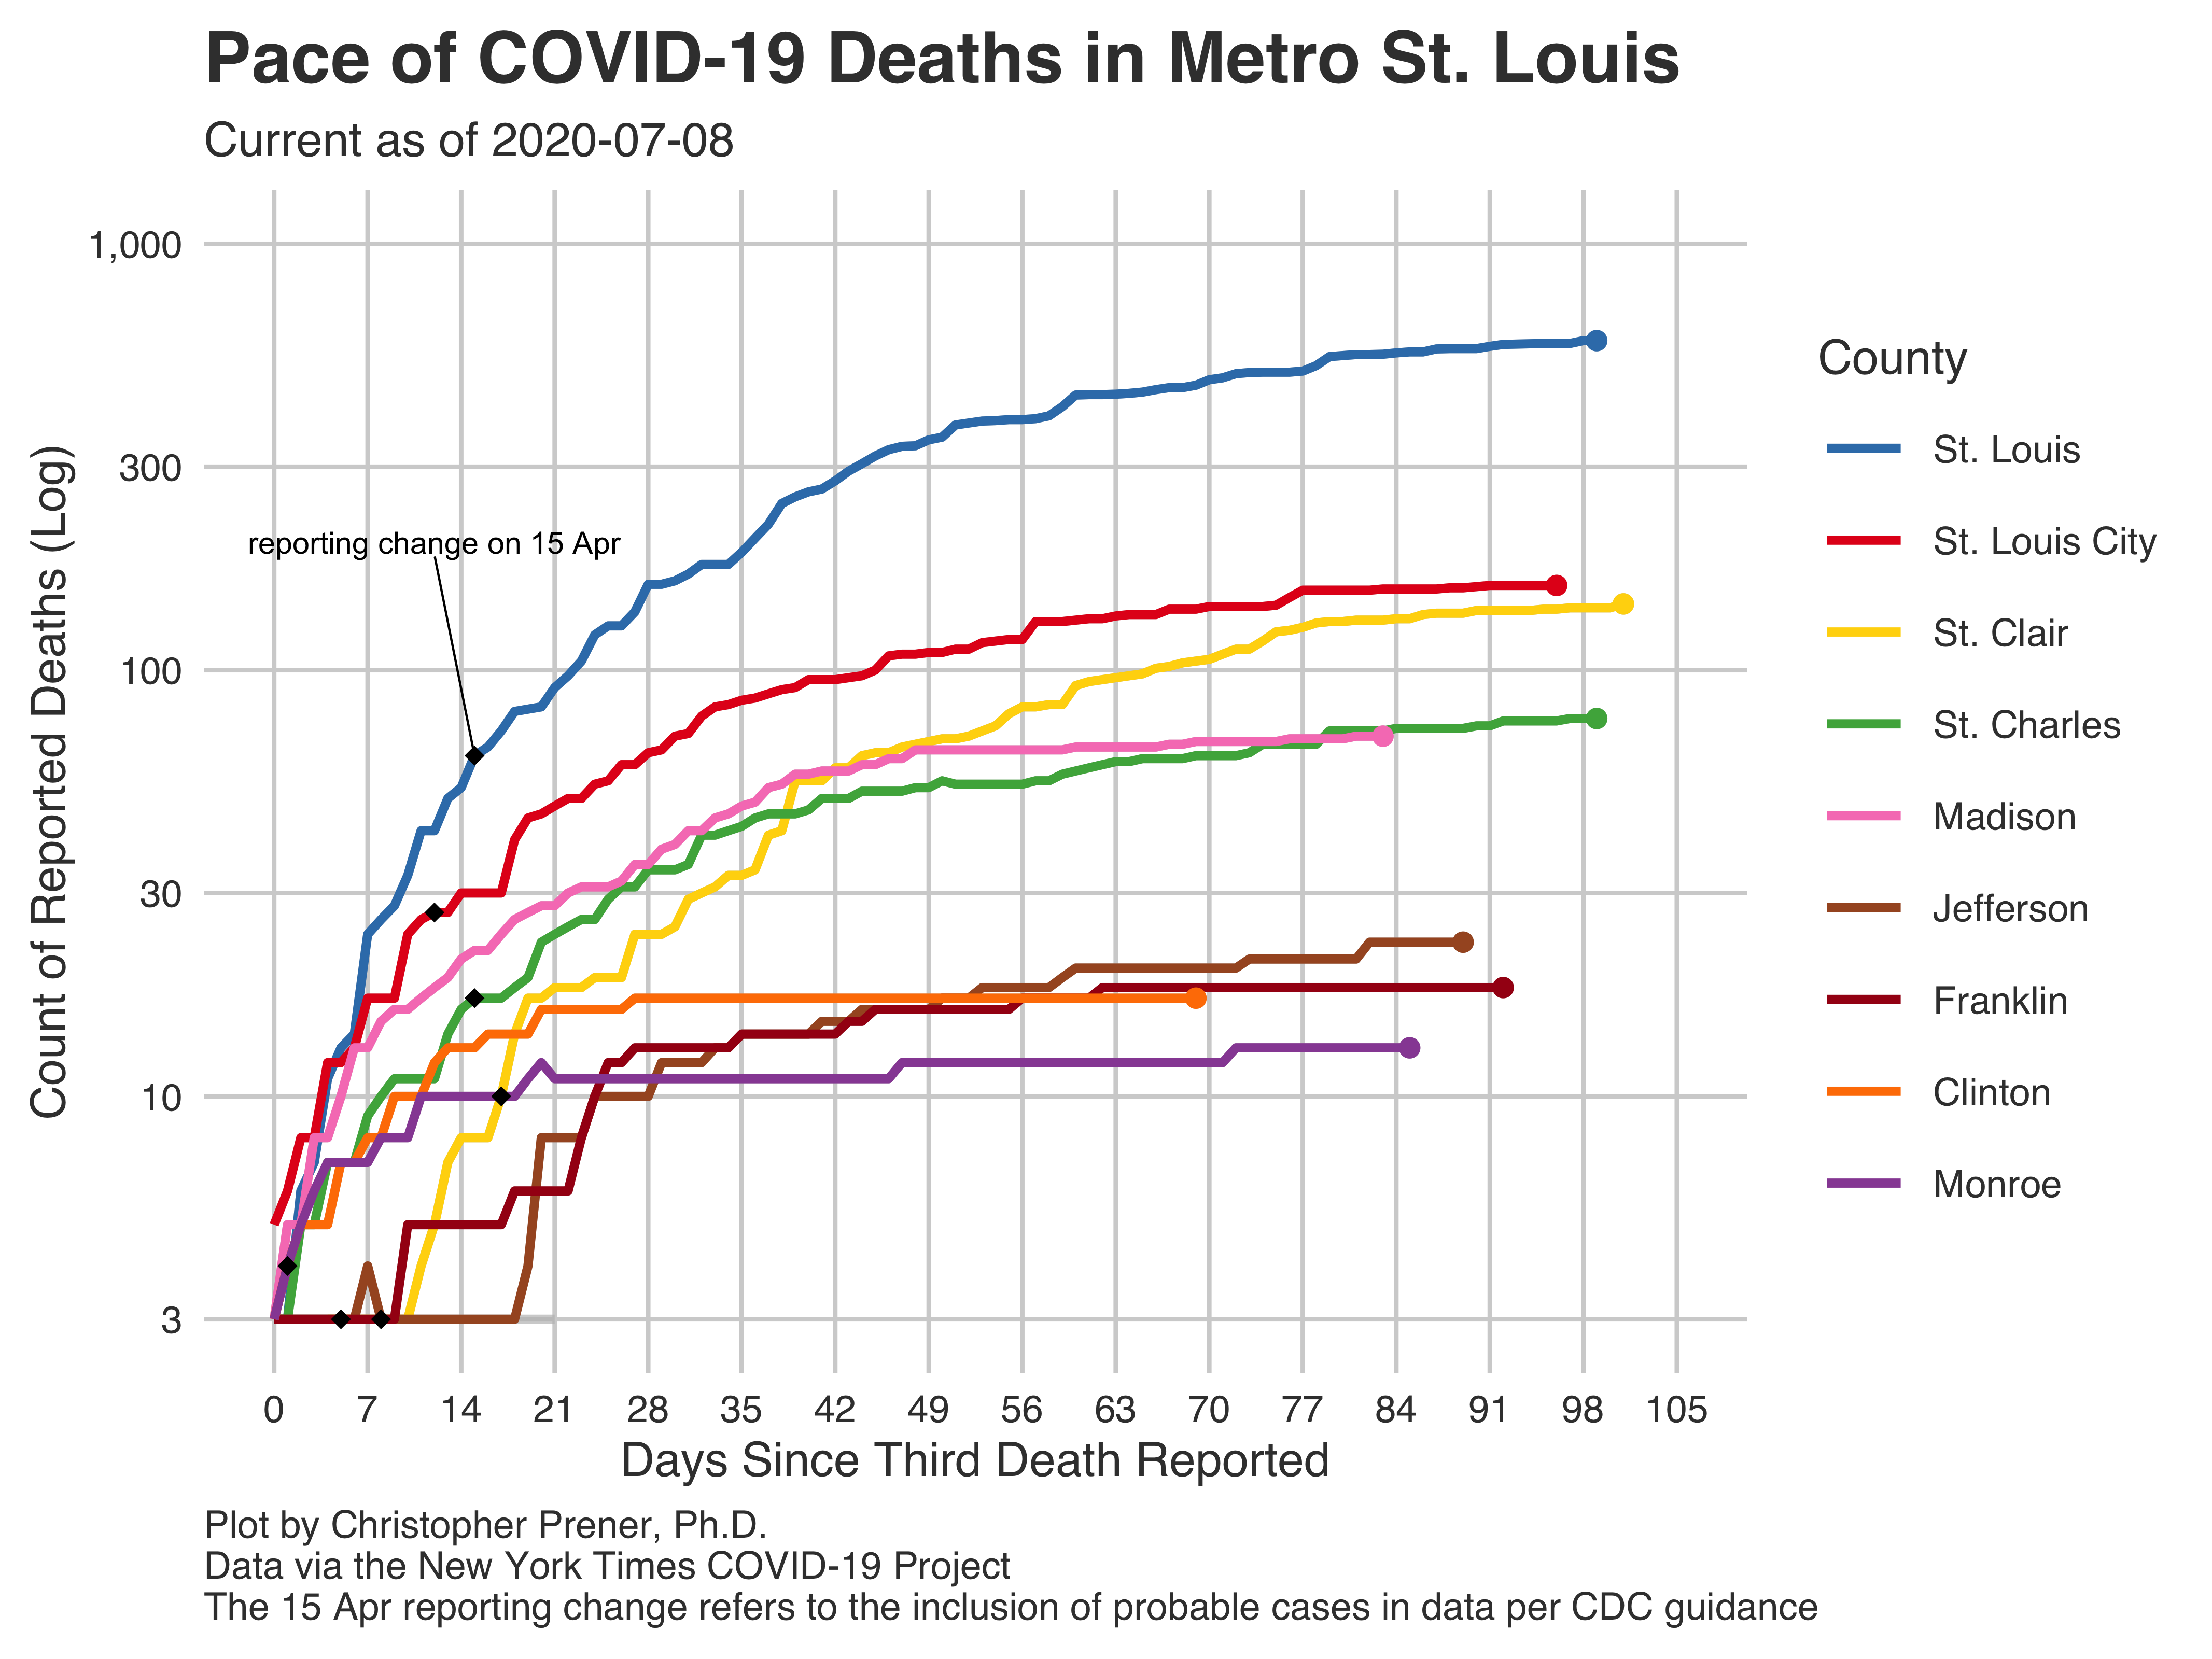 Pace of COVID-19 Deaths in Metro St. Louis
Current as of 2020-07-08
Count of Reported Deaths (Log)
1,000
300
100
30
10
3
reporting change on 15 Apr
0 7 14 21 28 35 42 49 56 63 70 77 84 91 98 105
Days Since Third Death Reported
County
St. Louis
St. Louis City
St. Clair
St. Charles
Madison
Jefferson
Franklin
Clinton
Monroe
Plot by Christopher Prener, Ph.D.
Data via the New York Times COVID-19 Project
The 15 Apr reporting change refers to the inclusion of probable cases in data per CDC guidance